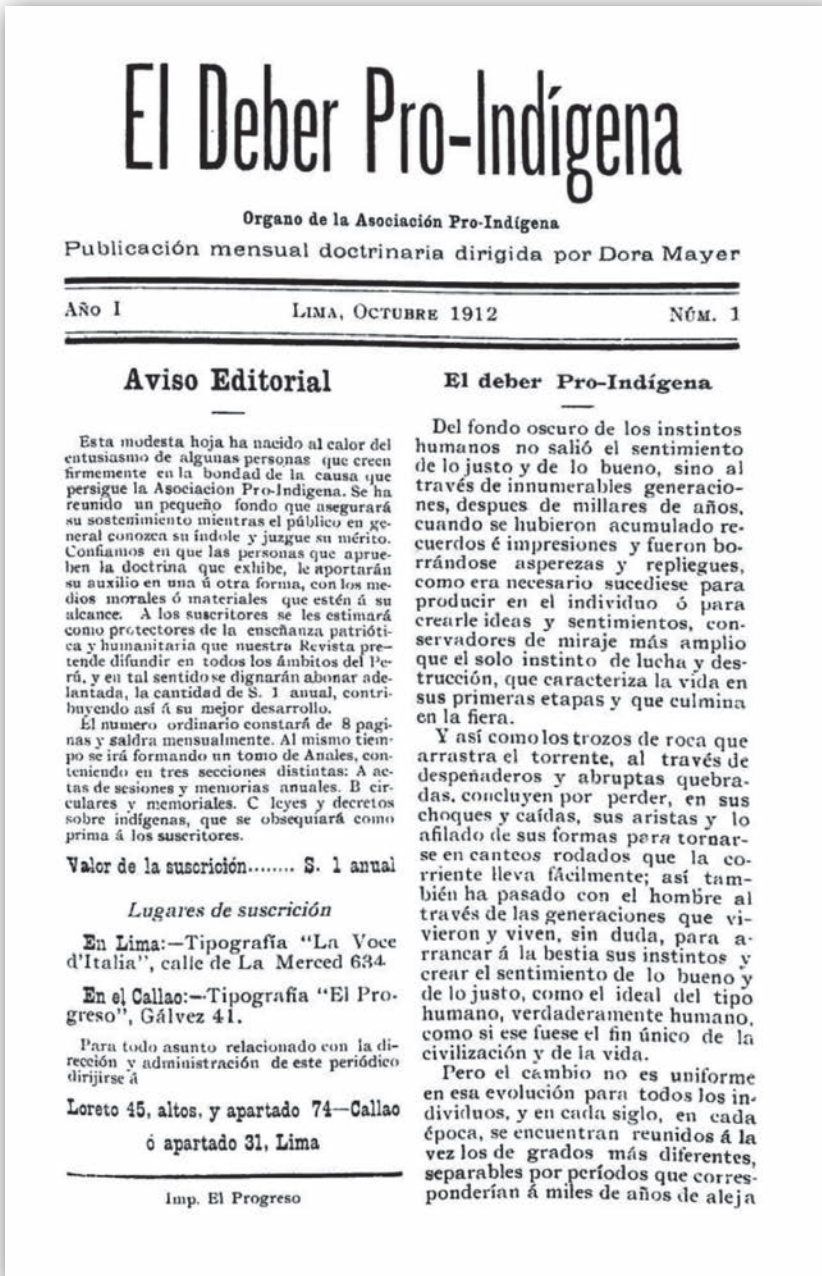 El Deber Pro-Indígena
Organo de la Asociación Pro-Indígena
Publicación mensual doctrinaria dirigida por Dora Mayer
Año I LIMA, OCTUBRE 1912 NÚM. 1
Aviso Editorial
Esta modesta hoja ha nacido al calor del
entusiasmo de algunas personas que creen
firmemente en la bondad de la causa que
persigue la Asociacion Pro-Indigena. Se ha
reunido un pequeño fondo que asegurará
su sostenimiento mientras el público en ge-
neral conozca su índole y juzgue su mérito.
Confiamos en que las personas que aprue-
ben la doctrina que exhibe, le aportarán
su auxilio en una ú otra forma, con los me-
dios morales ó materiales que estén á su
alcance. A los suscritores se les estimará
como protectores de la enseñanza patrióti-
ca y humanitaria que nuestra Revista pre-
tende difundir en todos los ámbitos del Pe-
rú, y en tal sentido se dignarán abonar ade-
lantada, la cantidad de S. 1 anual, contri-
buyendo así á su mejor desarrollo.
El numero ordinario constará de 8 pagi-
nas y saldra mensualmente. Al mismo tiem-
po se irá formando un tomo de Anales, con-
teniendo en tres secciones distintas: A ac-
tas de sesiones y memorias anuales. B cir-
culares y memoriales. C leyes y decretos
sobre indígenas, que se obsequiará como
prima á los suscritores.
Valor de la suscrición........ S. 1 anual
Lugares de suscrición
En Lima:—Tipografía "La Voce
d'Italia", calle de La Merced 634
En el Callao:—Tipografía "El Pro-
greso", Gálvez 41.
Para todo asunto relacionado con la di-
rección y administración de este periódico
dirijirse á
Loreto 45, altos, y apartado 74—Callao
ó apartado 31, Lima
Imp. El Progreso
El deber Pro-Indígena
Del fondo oscuro de los instintos
humanos no salió el sentimiento
de lo justo y de lo bueno, sino al
través de innumerables generacio-
nes, despues de millares de años,
cuando se hubieron acumulado re-
cuerdos é impresiones y fueron bo-
rrándose asperezas y repliegues,
como era necesario sucediese para
producir en el individuo ó para
crearle ideas y sentimientos, con-
servadores de miraje más amplio
que el solo instinto de lucha y des-
trucción, que caracteriza la vida en
sus primeras etapas y que culmina
en la fiera.
Y así como los trozos de roca que
arrastra el torrente, al través de
despeñaderos y abruptas quebra-
das, concluyen por perder, en sus
choques y caídas, sus aristas y lo
afilado de sus formas para tornar-
se en canteos rodados que la co-
rriente lleva fácilmente; así tam-
bién ha pasado con el hombre al
través de las generaciones que vi-
vieron y viven, sin duda, para a-
rrancar á la bestia sus instintos y
crear el sentimiento de lo bueno y
de lo justo, como el ideal del tipo
humano, verdaderamente humano,
como si ese fuese el fin único de la
civilización y de la vida.
Pero el cambio no es uniforme
en esa evolución para todos los in-
dividuos, y en cada siglo, en cada
época, se encuentran reunidos á la
vez los de grados más diferentes,
separables por períodos que corres-
ponderían á miles de años de aleja